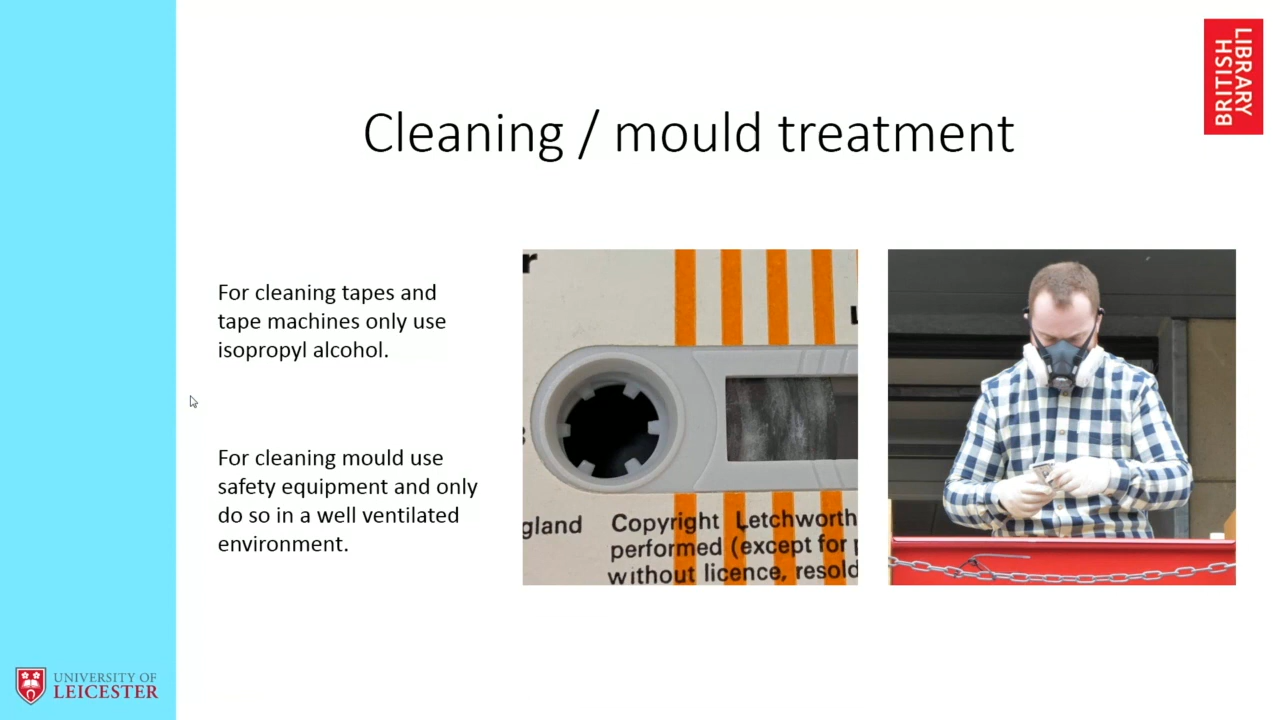 LIBRARY
BRITISH
Cleaning / mould treatment
For cleaning tapes and
tape machines only use
isopropyl alcohol.
For cleaning mould use
safety equipment and only
do so in a well ventilated
environment.
r
gland
Copyright Letchworth
performed (except for
without licence, resold
UNIVERSITY OF
LEICESTER